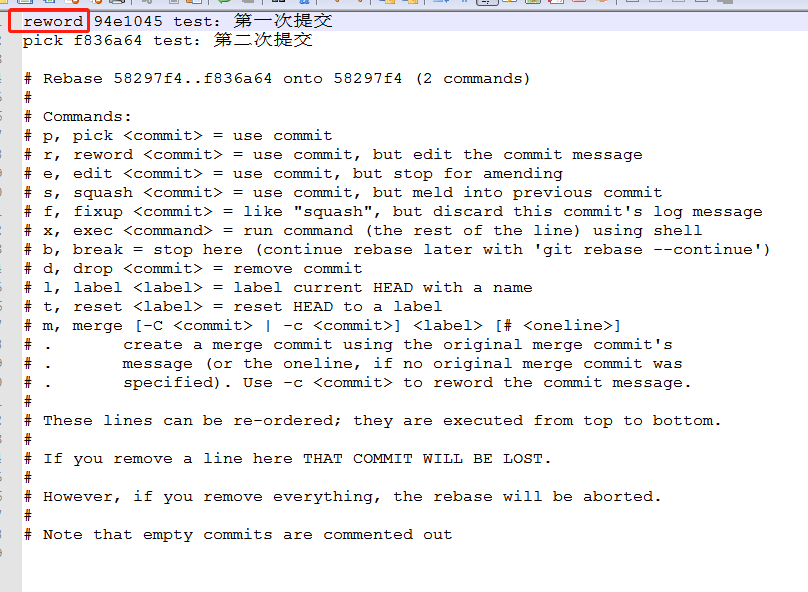 reword 94e1045 test: 第一次提交
pick f836a64 test: 第二次提交
# Rebase 58297f4..f836a64 onto 58297f4 (2 commands)
#
# Commands:
# p, pick <commit> = use commit
# r, reword <commit> = use commit, but edit the commit message
# e, edit <commit> = use commit, but stop for amending
# s, squash <commit> = use commit, but meld into previous commit
# f, fixup <commit> = like "squash", but discard this commit's log message
# x, exec <command> = run command (the rest of the line) using shell
# b, break = stop here (continue rebase later with 'git rebase --continue')
# d, drop <commit> = remove commit
# l, label <label> = label current HEAD with a name
# t, reset <label> = reset HEAD to a label
# m, merge [-C <commit> | -c <commit>] <label> [# <oneline>]
# .       create a merge commit using the original merge commit's
# .       message (or the oneline, if no original merge commit was
# .       specified). Use -c <commit> to reword the commit message.
#
# These lines can be re-ordered; they are executed from top to bottom.
#
# If you remove a line here THAT COMMIT WILL BE LOST.
#
# However, if you remove everything, the rebase will be aborted.
#
# Note that empty commits are commented out